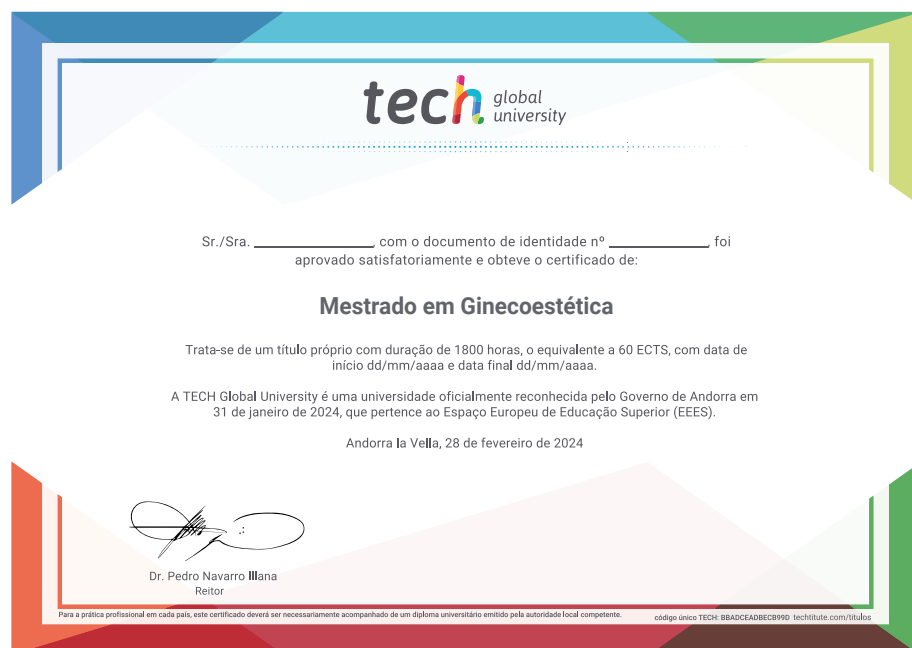 tech global university
Sr./Sra. , com o documento de identidade nº , foi
aprovado satisfatoriamente e obteve o certificado de:
Mestrado em Ginecoestética
Trata-se de um título próprio com duração de 1800 horas, o equivalente a 60 ECTS, com data de
início dd/mm/aaaa e data final dd/mm/aaaa.
A TECH Global University é uma universidade oficialmente reconhecida pelo Governo de Andorra em
31 de janeiro de 2024, que pertence ao Espaço Europeu de Educação Superior (EEES).
Andorra la Vella, 28 de fevereiro de 2024
Dr. Pedro Navarro Illana
Reitor
Para a prática profissional em cada país, este certificado deverá ser necessariamente acompanhado de um diploma universitário emitido pela autoridade local competente.
código único TECH: BBADCEADBECB99D techtitute.com/titulos